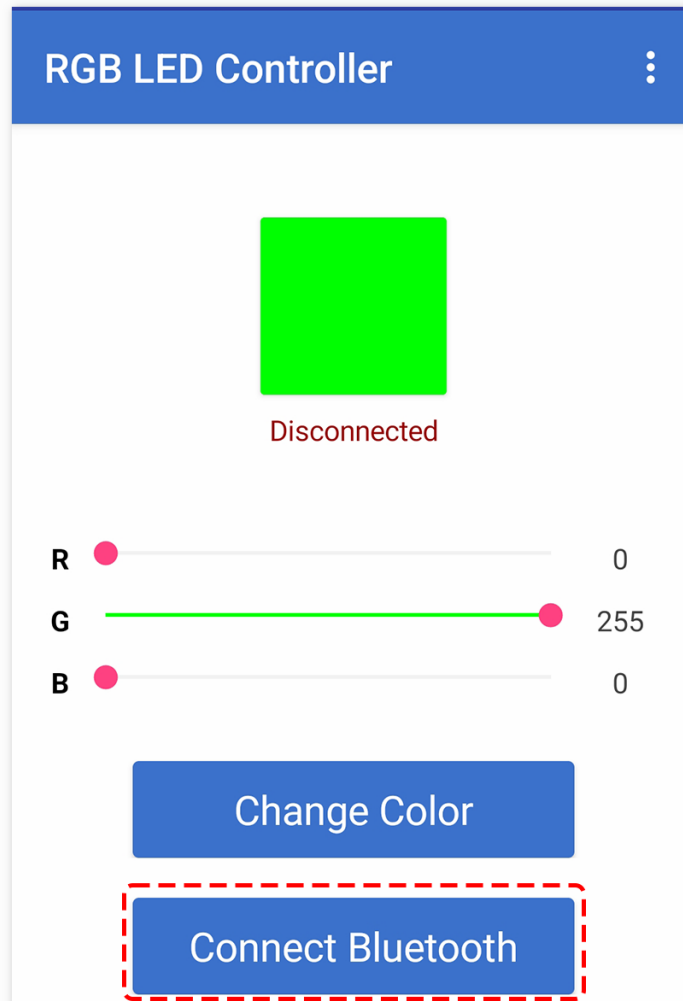 RGB LED Controller
Disconnected
R 0
G 255
B 0
Change Color
Connect Bluetooth